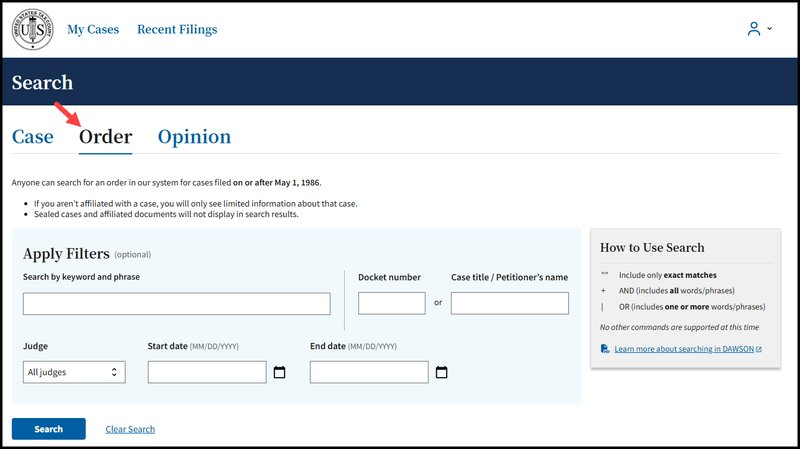 UNITED STATES TAX COURT
US
My Cases
Recent Filings
Search
Case
Order
Opinion
Anyone can search for an order in our system for cases filed on or after May 1, 1986.
• If you aren't affiliated with a case, you will only see limited information about that case.
• Sealed cases and affiliated documents will not display in search results.
Apply Filters (optional)
Search by keyword and phrase
Docket number
or
Case title / Petitioner's name
Judge
All judges
Start date (MM/DD/YYYY)
End date (MM/DD/YYYY)
Search
Clear Search
How to Use Search
"" Include only exact matches
+ AND (includes all words/phrases)
| OR (includes one or more words/phrases)
No other commands are supported at this time
Learn more about searching in DAWSON